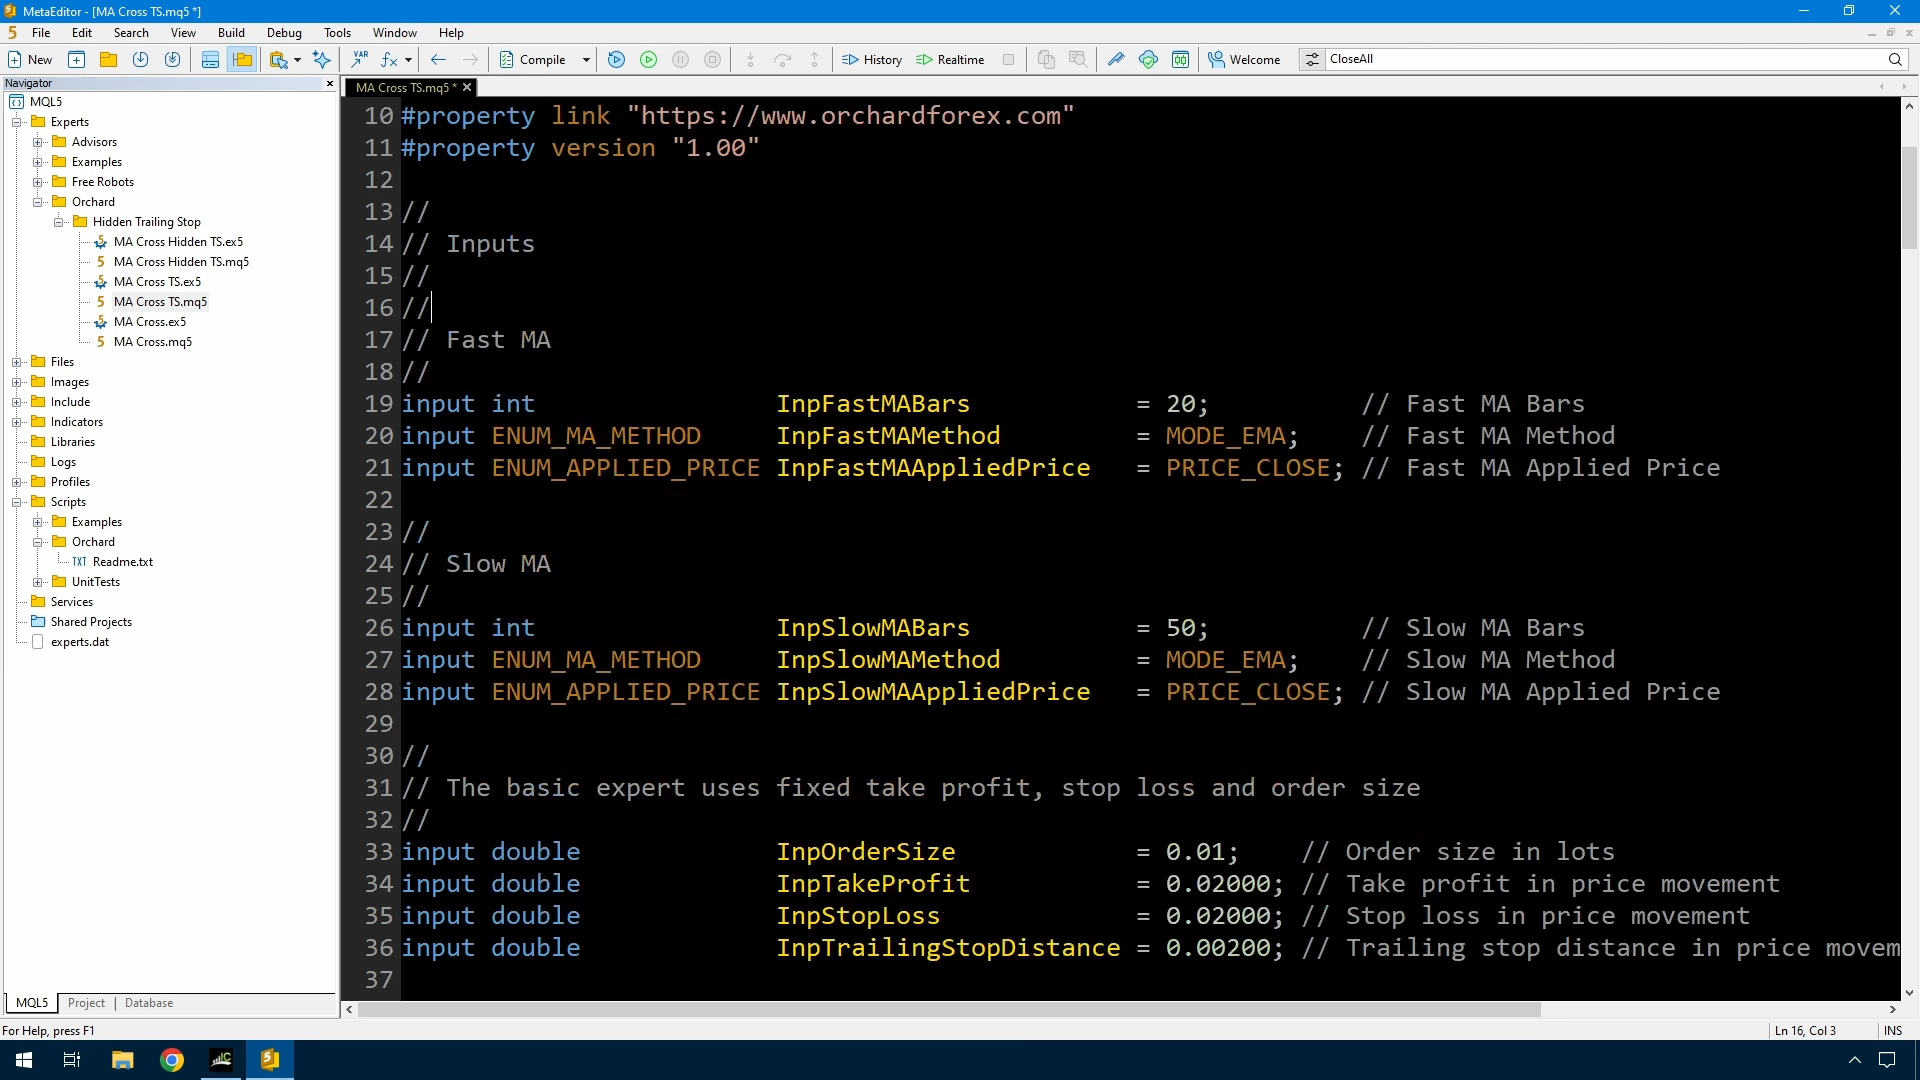 MetaEditor - [MA Cross TS.mq5 *]
File Edit Search View Build Debug Tools Window Help
New VAR Compile History Realtime Welcome CloseAll
Navigator
MQL5
Experts
Advisors
Examples
Free Robots
Orchard
Hidden Trailing Stop
MA Cross Hidden TS.ex5
MA Cross Hidden TS.mq5
MA Cross TS.ex5
MA Cross TS.mq5
MA Cross.ex5
MA Cross.mq5
Files
Images
Include
Indicators
Libraries
Logs
Profiles
Scripts
Examples
Orchard
TXT Readme.txt
UnitTests
Services
Shared Projects
experts.dat
MQL5 | Project | Database
MA Cross TS.mq5 *
10 #property link "https://www.orchardforex.com"
11 #property version "1.00"
12
13 //
14 // Inputs
15 //
16 //
17 // Fast MA
18 //
19 input int InpFastMABars = 20; // Fast MA Bars
20 input ENUM_MA_METHOD InpFastMAMethod = MODE_EMA; // Fast MA Method
21 input ENUM_APPLIED_PRICE InpFastMAAppliedPrice = PRICE_CLOSE; // Fast MA Applied Price
22
23 //
24 // Slow MA
25 //
26 input int InpSlowMABars = 50; // Slow MA Bars
27 input ENUM_MA_METHOD InpSlowMAMethod = MODE_EMA; // Slow MA Method
28 input ENUM_APPLIED_PRICE InpSlowMAAppliedPrice = PRICE_CLOSE; // Slow MA Applied Price
29
30 //
31 // The basic expert uses fixed take profit, stop loss and order size
32 //
33 input double InpOrderSize = 0.01; // Order size in lots
34 input double InpTakeProfit = 0.02000; // Take profit in price movement
35 input double InpStopLoss = 0.02000; // Stop loss in price movement
36 input double InpTrailingStopDistance = 0.00200; // Trailing stop distance in price movem
37
For Help, press F1
Ln 16, Col 3
INS